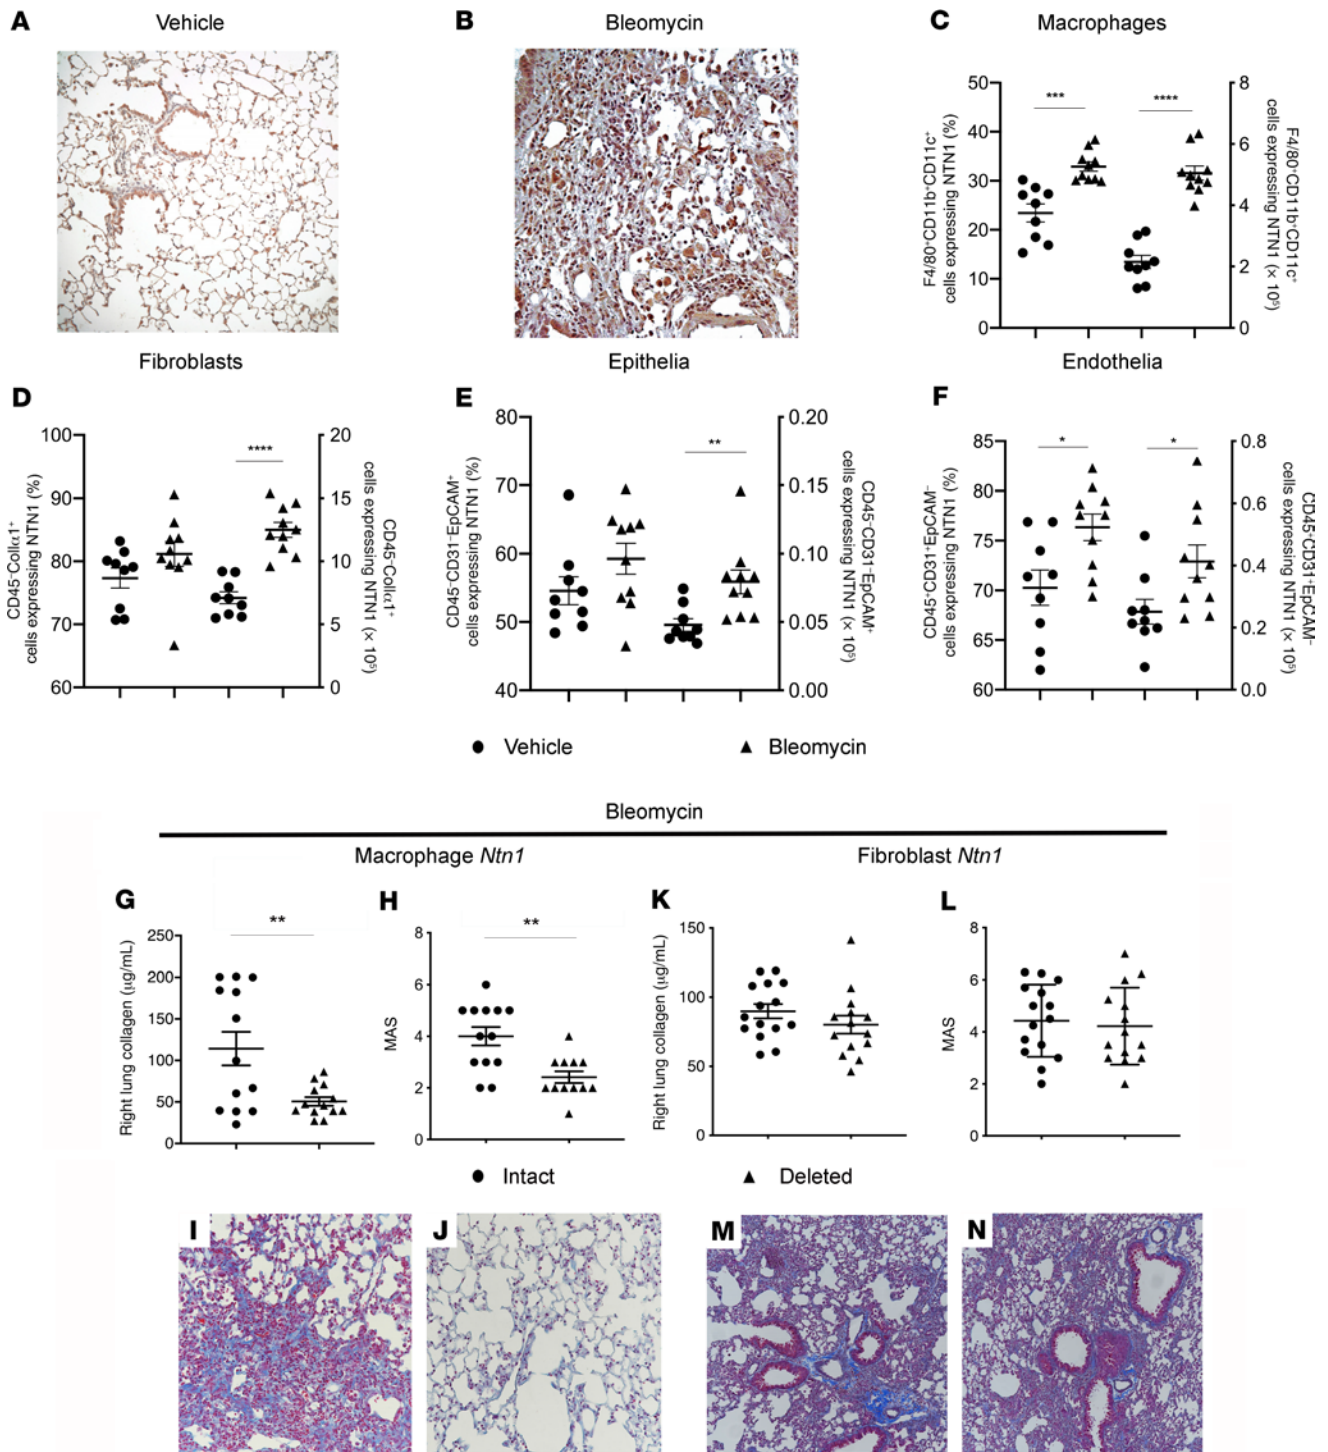 A Vehicle
B Bleomycin
C Macrophages
F4/80⁺CD11b⁺CD11c⁺
cells expressing NTN1 (%)
50
40
30
20
10
0
***
****
8
6
4
2
0
F4/80⁺CD11b⁺CD11c⁺
cells expressing NTN1 (× 10⁵)
D Fibroblasts
CD45⁻Collα1⁺
cells expressing NTN1 (%)
100
90
80
70
60
****
20
15
10
5
0
CD45⁻Collα1⁺
cells expressing NTN1 (× 10⁵)
E Epithelia
CD45⁻CD31⁻EpCAM⁺
cells expressing NTN1 (%)
80
70
60
50
40
**
0.20
0.15
0.10
0.05
0.00
CD45⁻CD31⁻EpCAM⁺
cells expressing NTN1 (× 10⁵)
F Endothelia
CD45⁺CD31⁺EpCAM⁻
cells expressing NTN1 (%)
85
80
75
70
65
60
*
*
0.8
0.6
0.4
0.2
0.0
CD45⁺CD31⁺EpCAM⁻
cells expressing NTN1 (× 10⁵)
● Vehicle ▲ Bleomycin
Bleomycin
Macrophage Ntn1
Fibroblast Ntn1
G
Right lung collagen (μg/mL)
250
200
150
100
50
0
**
H
MAS
8
6
4
2
0
**
K
Right lung collagen (μg/mL)
150
100
50
0
L
MAS
8
6
4
2
0
● Intact ▲ Deleted
I
J
M
N